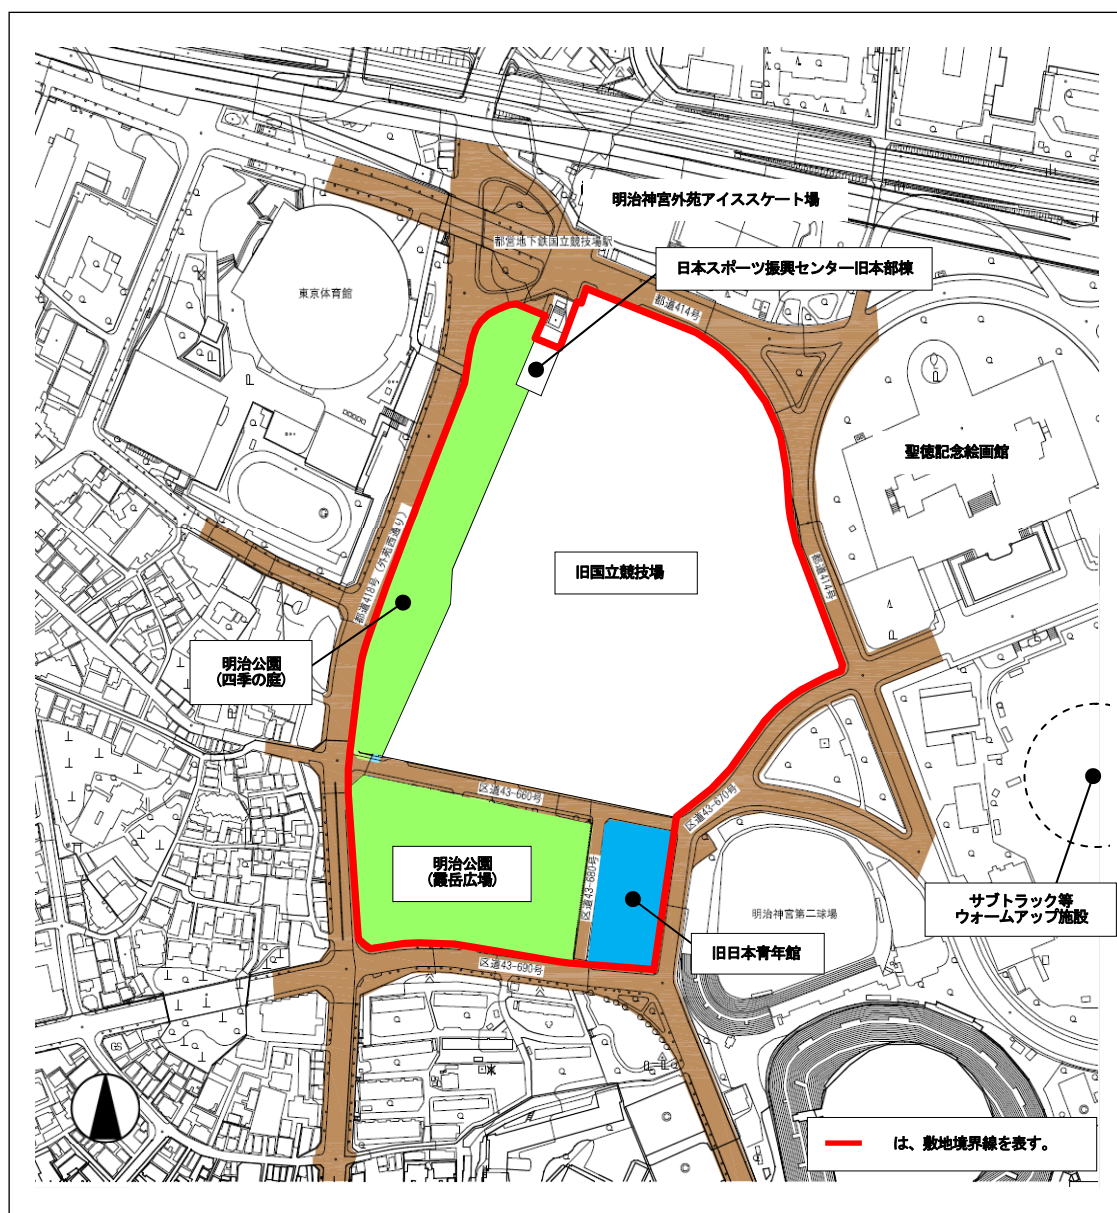 明治神宮外苑アイススケート場
都営地下鉄国立競技場駅
日本スポーツ振興センター旧本部棟
東京体育館
都道414号
聖徳記念絵画館
都道418号(外苑西通り)
旧国立競技場
都道414号
明治公園
(四季の庭)
区道43-660号
区道43-670号
明治公園
(霞岳広場)
区道43-680号
サブトラック等
ウォームアップ施設
明治神宮第二球場
旧日本青年館
区道43-690号
GS
は、敷地境界線を表す。